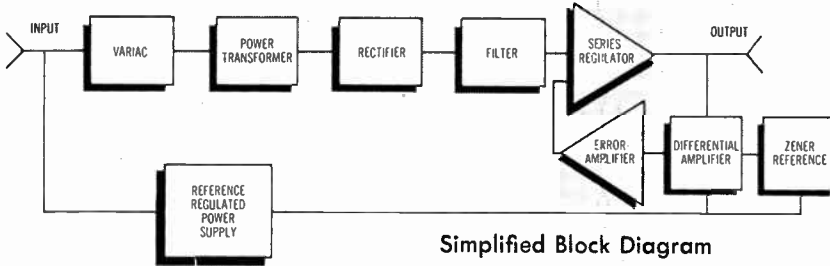 INPUT
OUTPUT
VARIAC
POWER
TRANSFORMER
RECTIFIER
FILTER
SERIES
REGULATOR
ERROR
AMPLIFIER
DIFFERENTIAL
AMPLIFIER
ZENER
REFERENCE
REFERENCE
REGULATED
POWER
SUPPLY
Simplified Block Diagram